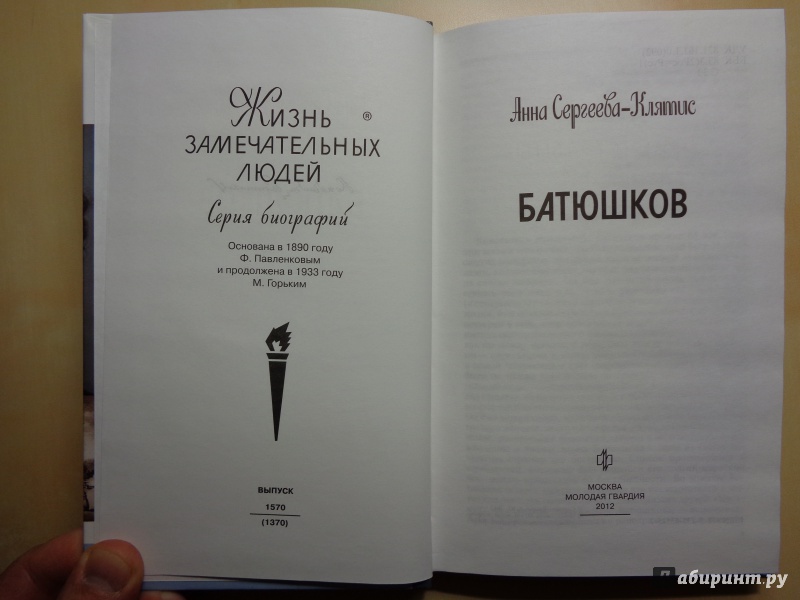 Жизнь ®
ЗАМЕЧАТЕЛЬНЫХ
ЛЮДЕЙ
Серия биографий
Основана в 1890 году
Ф. Павленковым
и продолжена в 1933 году
М. Горьким
ВЫПУСК
1570
(1370)
Анна Сергеева-Клятис
БАТЮШКОВ
МОСКВА
МОЛОДАЯ ГВАРДИЯ
2012
лабиринт.ру